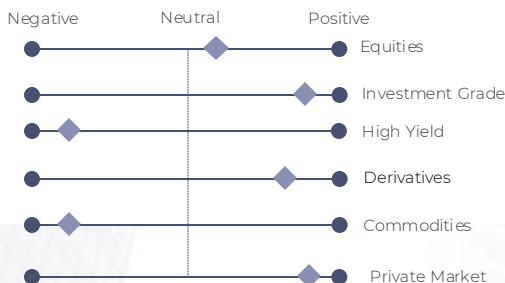 Negative Neutral Positive
Equities
Investment Grade
High Yield
Derivatives
Commodities
Private Market